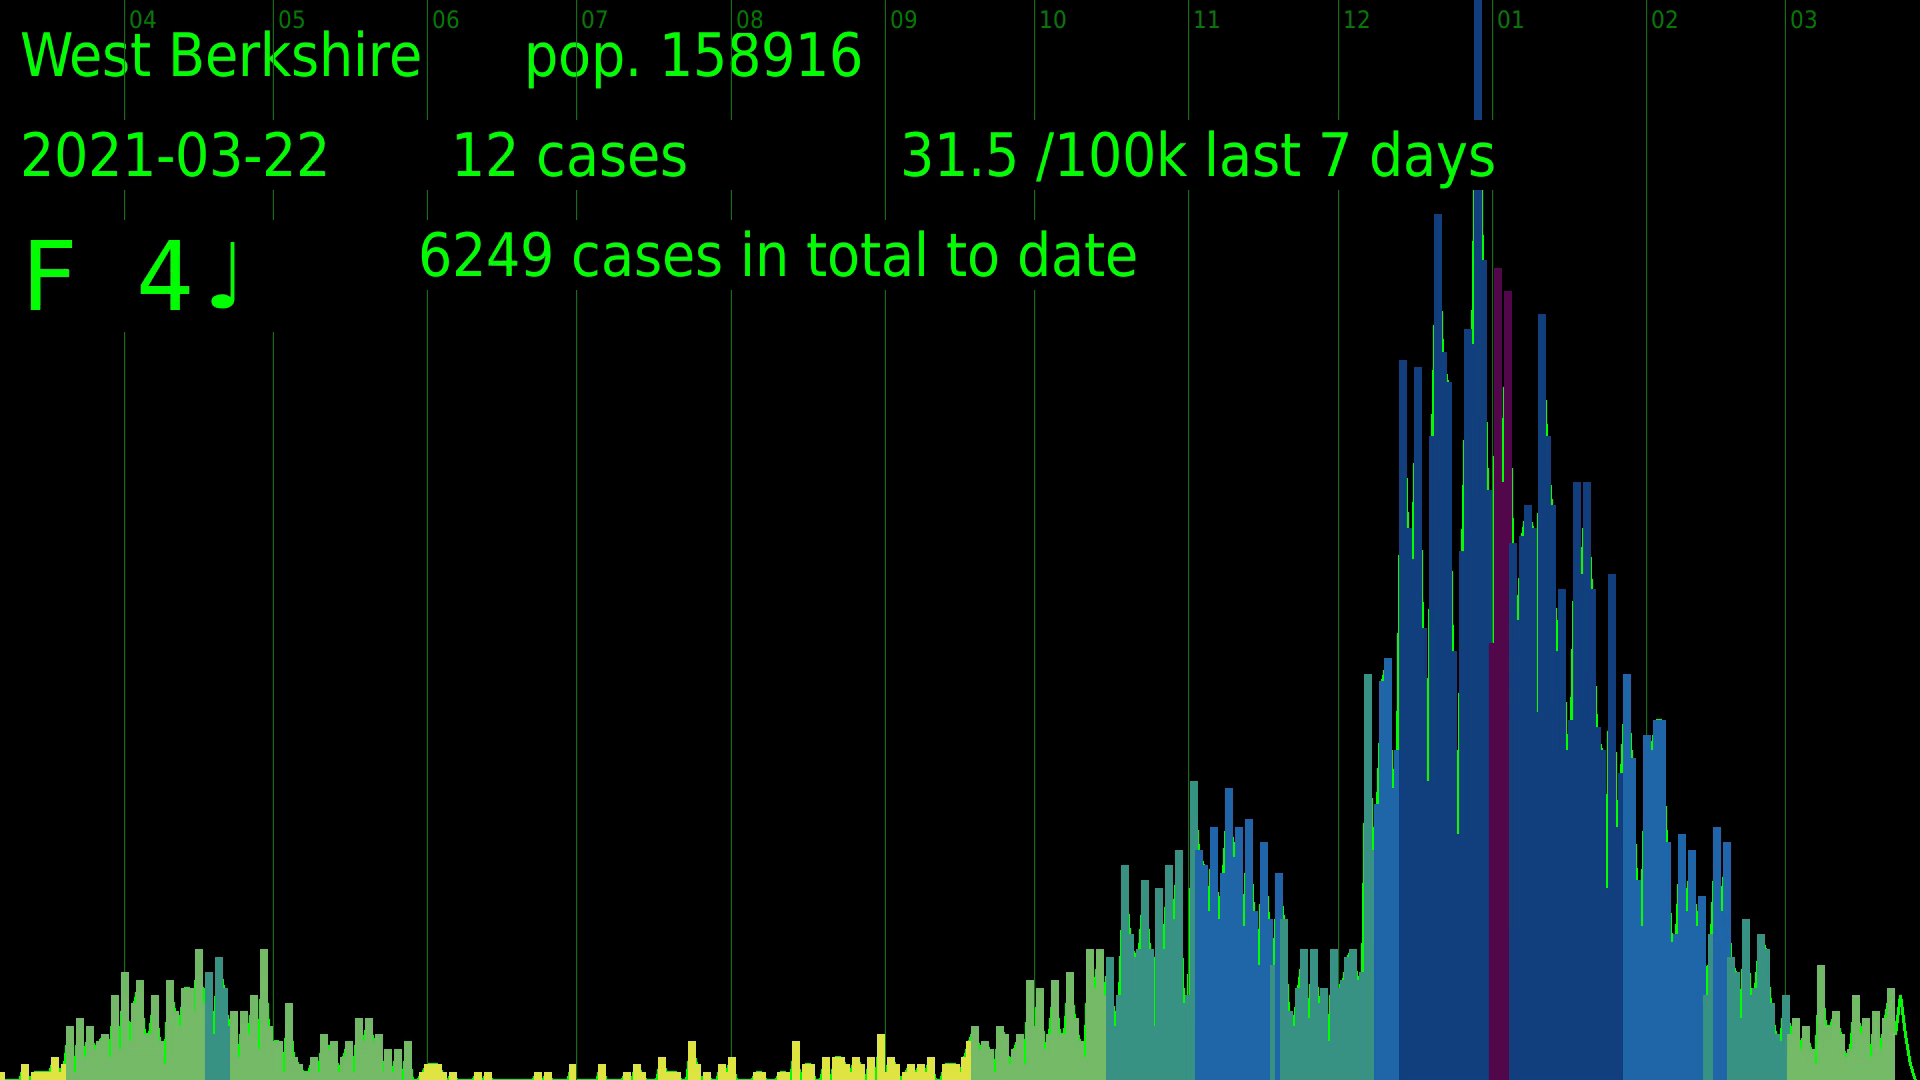 04 05 06 07 08 09 10 11 12 01 02 03
West Berkshire pop. 158916
2021-03-22 12 cases 31.5 /100k last 7 days
F 4♩ 6249 cases in total to date